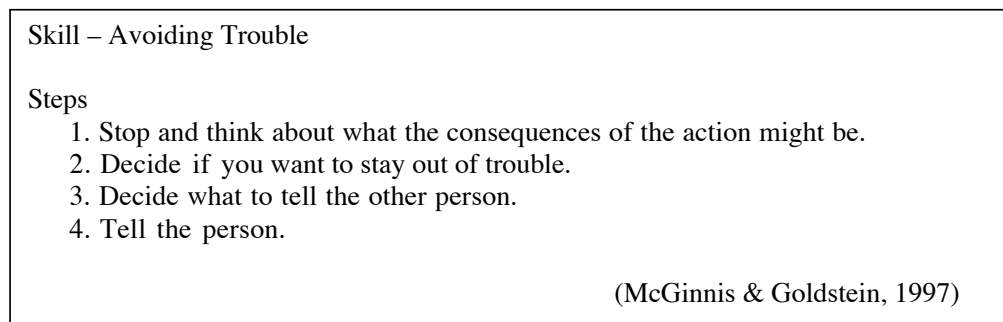 Skill – Avoiding Trouble
Steps
1. Stop and think about what the consequences of the action might be.
2. Decide if you want to stay out of trouble.
3. Decide what to tell the other person.
4. Tell the person.
(McGinnis & Goldstein, 1997)